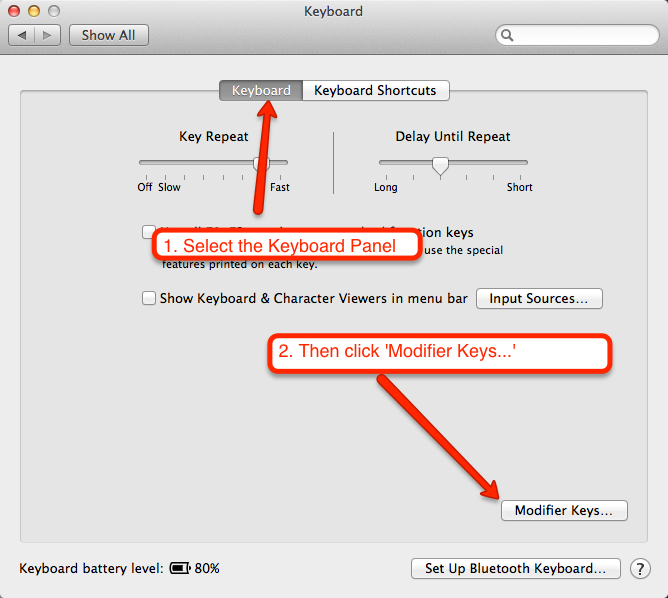 Keyboard
Show All
Keyboard
Keyboard Shortcuts
Key Repeat
Delay Until Repeat
Off Slow
Fast
Long
Short
function keys
1. Select the Keyboard Panel
use the special
features printed on each key.
Show Keyboard & Character Viewers in menu bar
Input Sources...
2. Then click 'Modifier Keys...'
Modifier Keys...
Keyboard battery level:
80%
Set Up Bluetooth Keyboard...
?